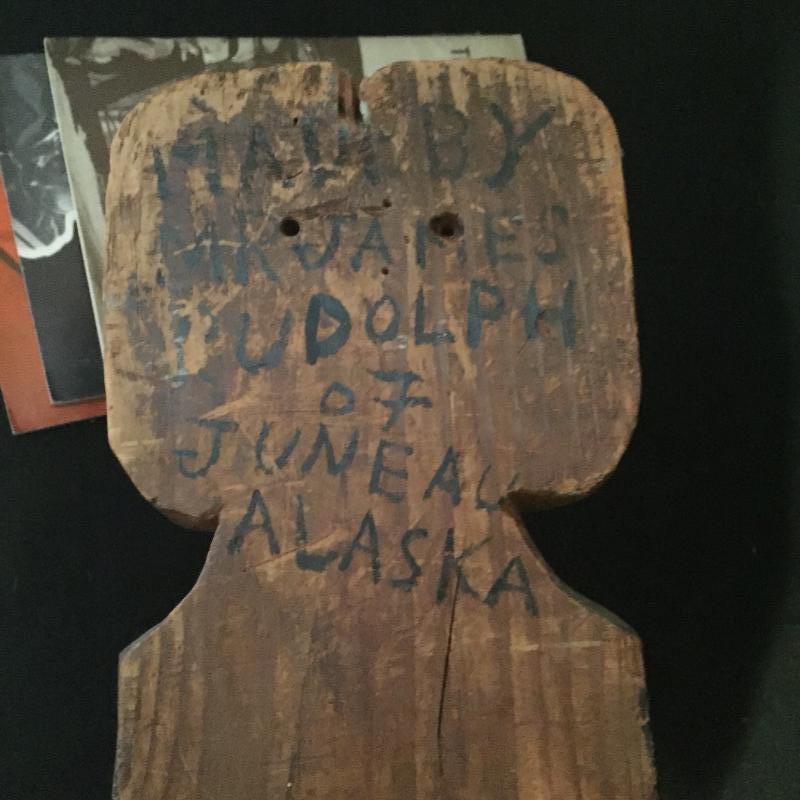 MADE BY
MR JAMES
RUDOLPH
OF
JUNEAU
ALASKA